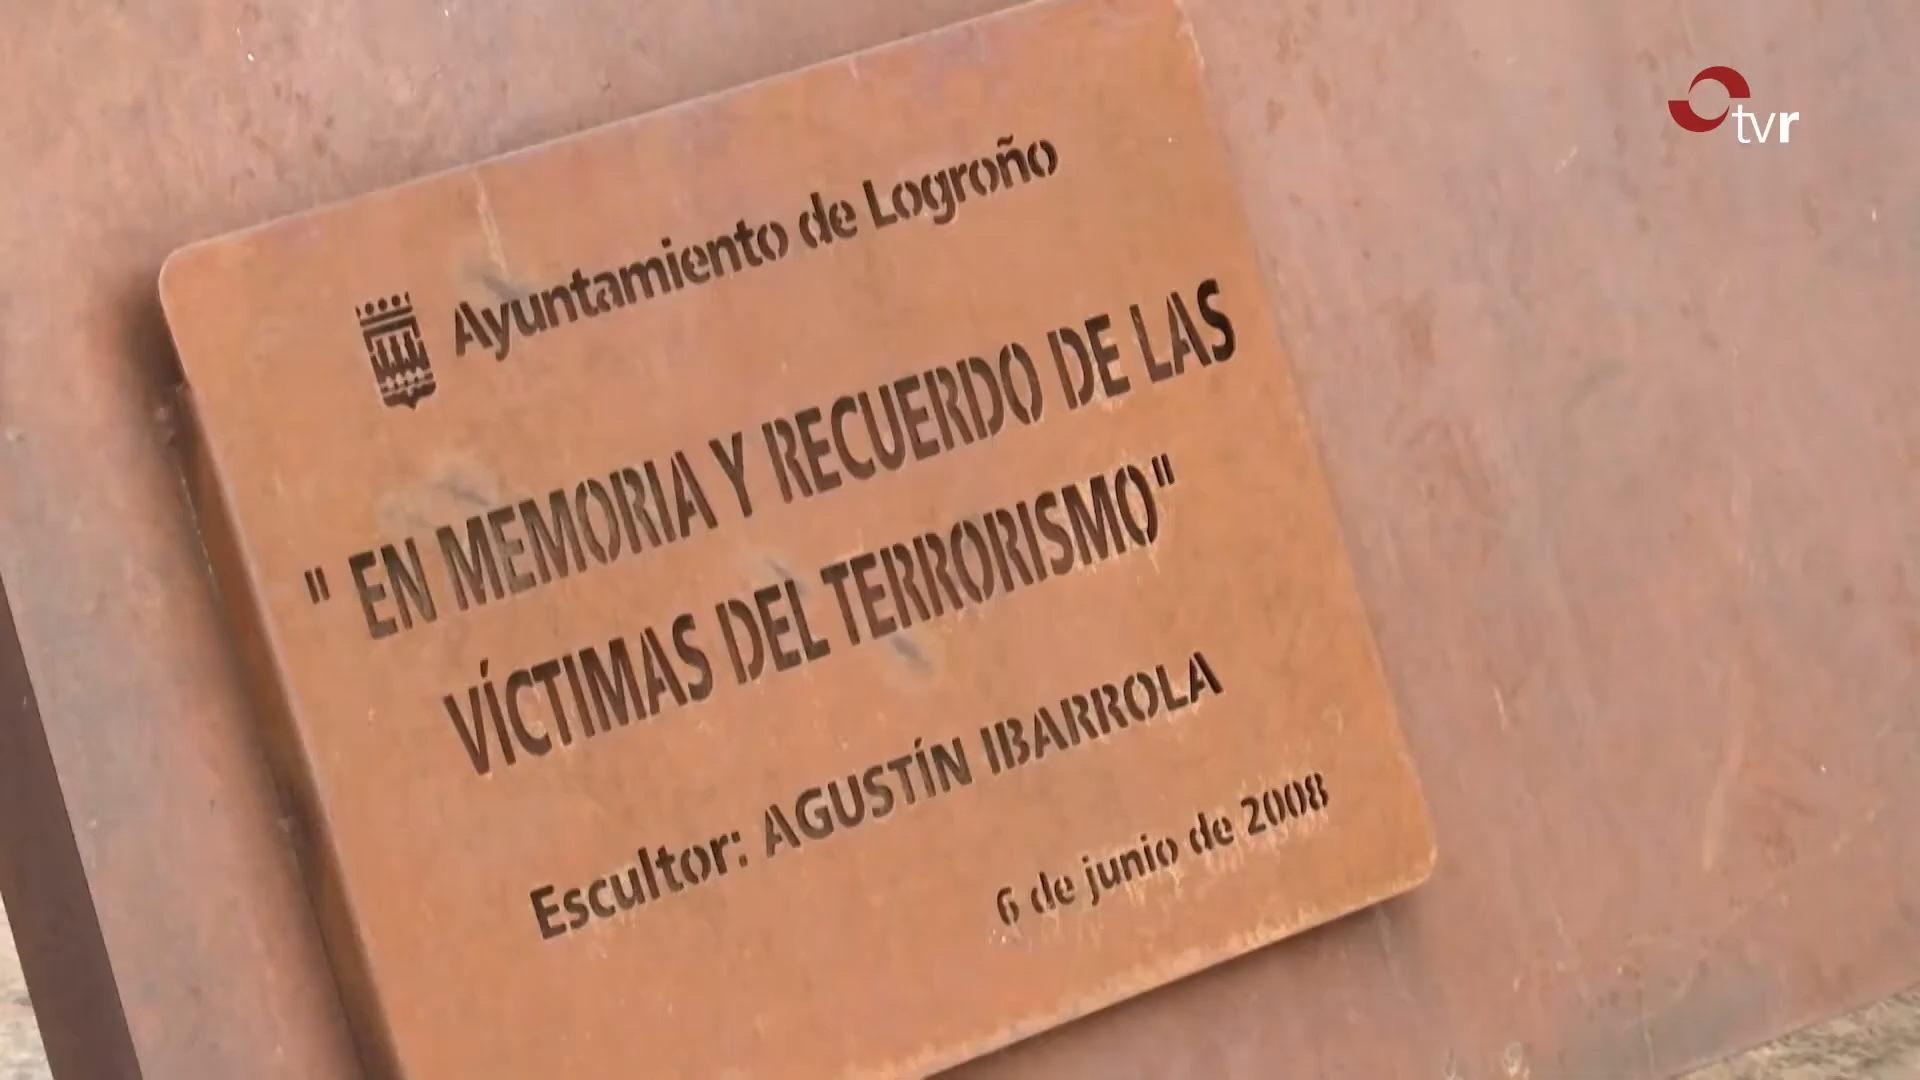 tvr
Ayuntamiento de Logroño
" EN MEMORIA Y RECUERDO DE LAS
VÍCTIMAS DEL TERRORISMO"
Escultor: AGUSTÍN IBARROLA
6 de junio de 2008